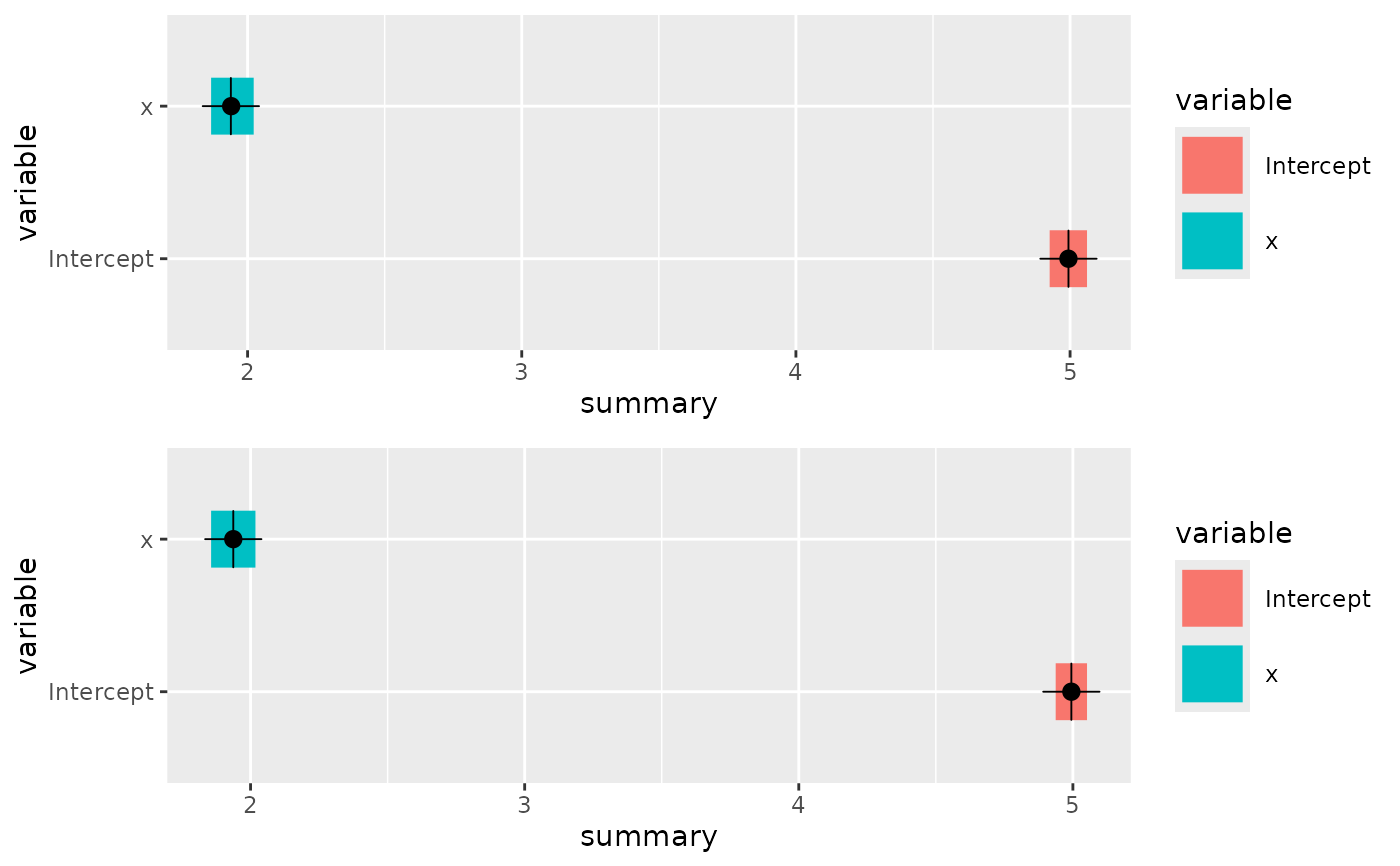 variable
x
Intercept
2 3 4 5
summary
variable
Intercept
x
variable
x
Intercept
2 3 4 5
summary
variable
Intercept
x